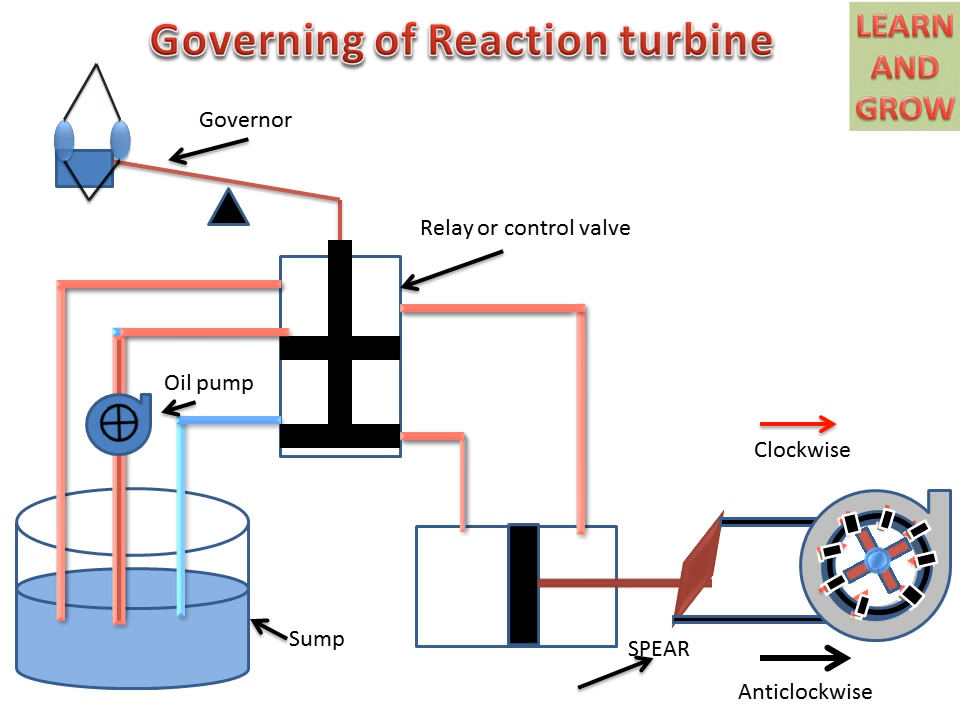 Governing of Reaction turbine
LEARN
AND
GROW
Governor
Relay or control valve
Oil pump
Clockwise
Sump
SPEAR
Anticlockwise